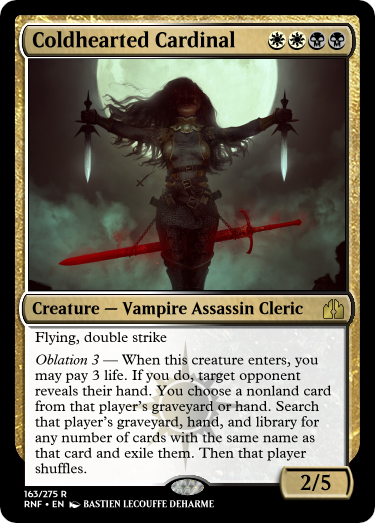 Coldhearted Cardinal
Creature — Vampire Assassin Cleric
Flying, double strike
Oblation 3 — When this creature enters, you
may pay 3 life. If you do, target opponent
reveals their hand. You choose a nonland card
from that player's graveyard or hand. Search
that player's graveyard, hand, and library for
any number of cards with the same name as
that card and exile them. Then that player
shuffles.
2/5
163/275 R
RNF • EN BASTIEN LECOUFFE DEHARME